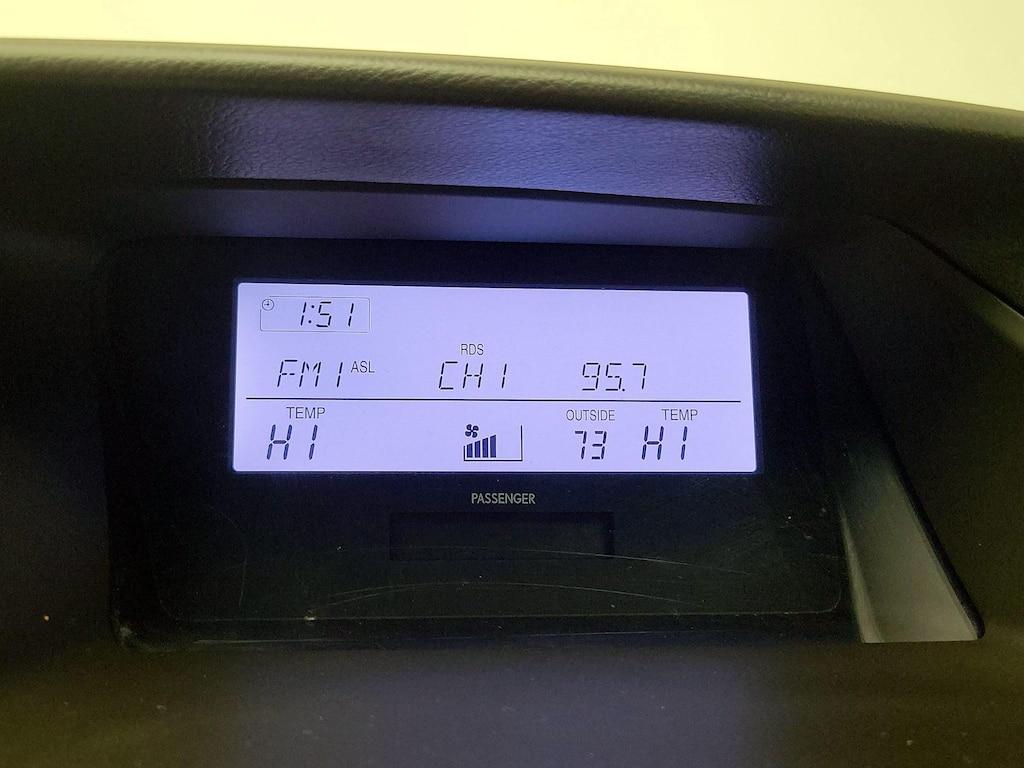 1:51
RDS
FM1 ASL CH1 95.7
TEMP OUTSIDE TEMP
HI 73 HI
PASSENGER